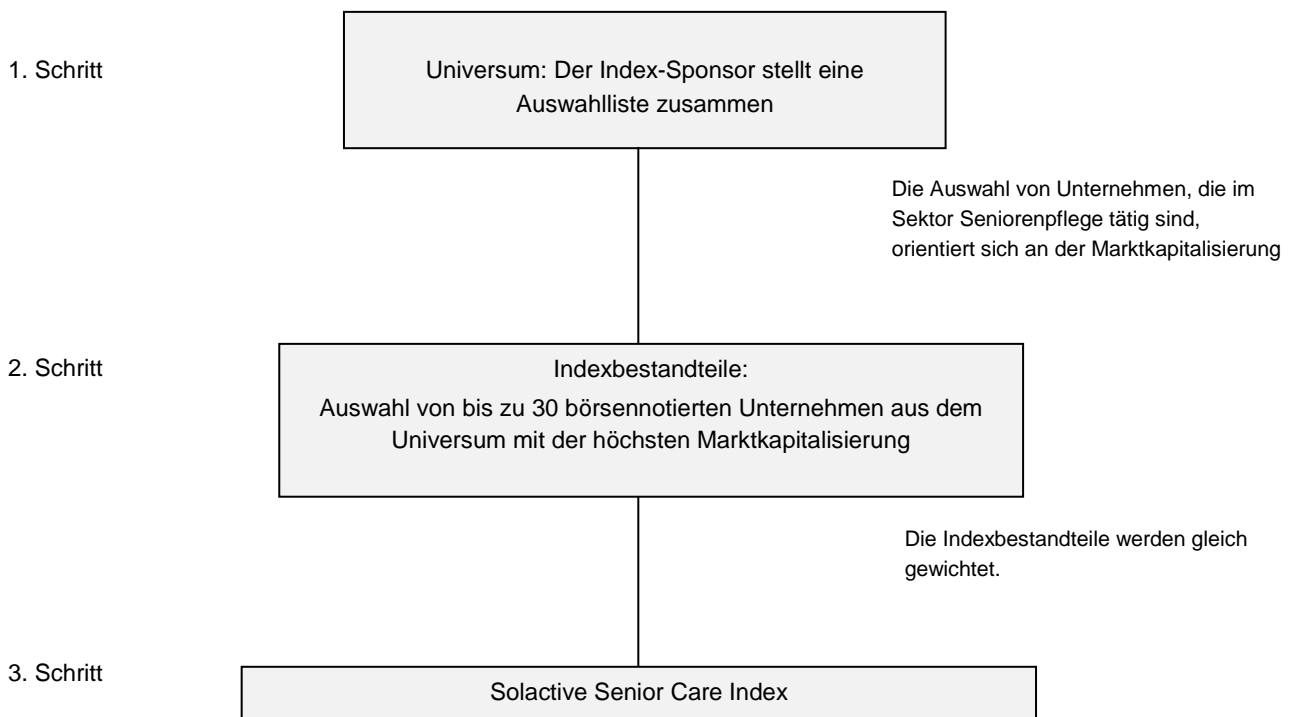 1. Schritt
Universum: Der Index-Sponsor stellt eine
Auswahlliste zusammen
Die Auswahl von Unternehmen, die im
Sektor Seniorenpflege tätig sind,
orientiert sich an der Marktkapitalisierung
2. Schritt
Indexbestandteile:
Auswahl von bis zu 30 börsennotierten Unternehmen aus dem
Universum mit der höchsten Marktkapitalisierung
Die Indexbestandteile werden gleich
gewichtet.
3. Schritt
Solactive Senior Care Index